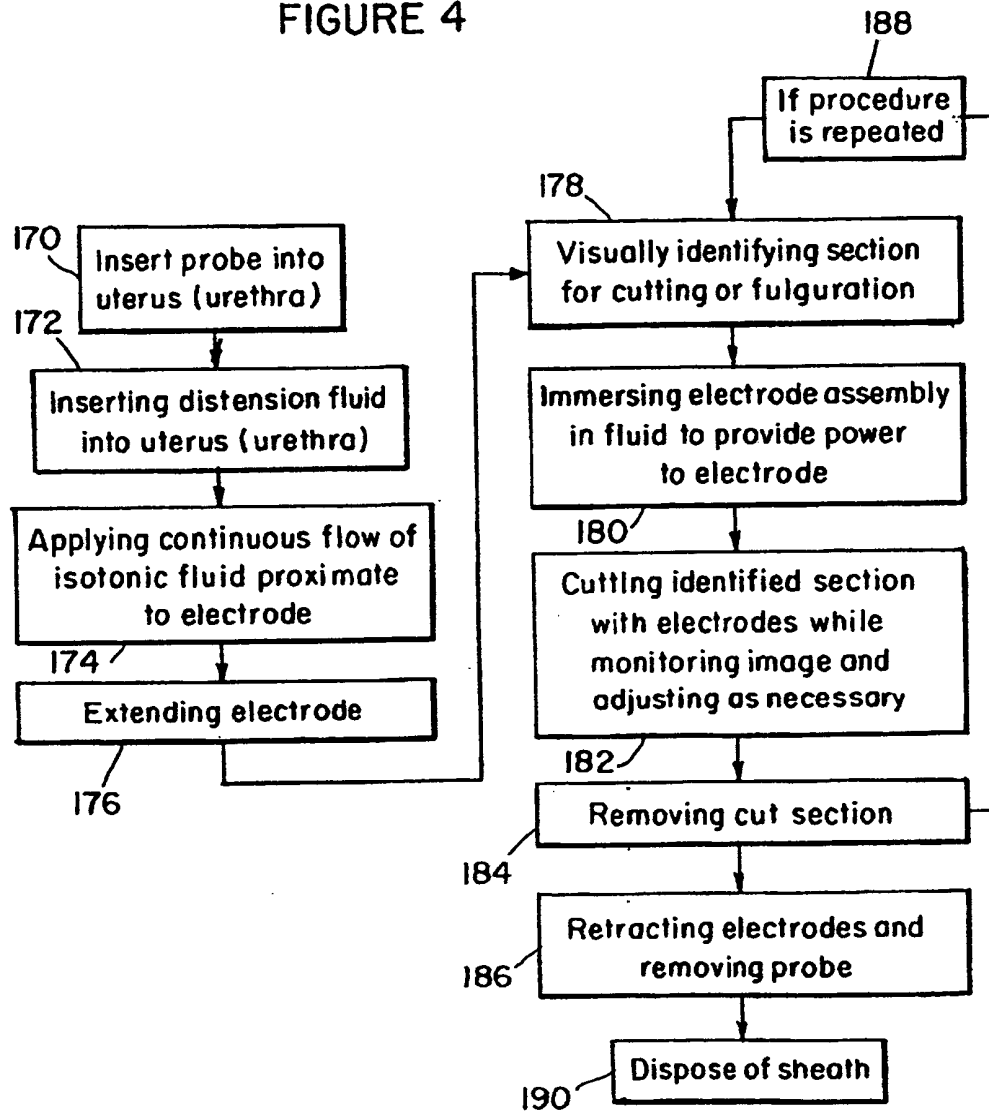 FIGURE 4
170
Insert probe into
uterus (urethra)
172
Inserting distension fluid
into uterus (urethra)
Applying continuous flow of
isotonic fluid proximate
to electrode
174
Extending electrode
176
188
If procedure
is repeated
178
Visually identifying section
for cutting or fulguration
Immersing electrode assembly
in fluid to provide power
to electrode
180
Cutting identified section
with electrodes while
monitoring image and
adjusting as necessary
182
Removing cut section
184
Retracting electrodes and
removing probe
186
Dispose of sheath
190